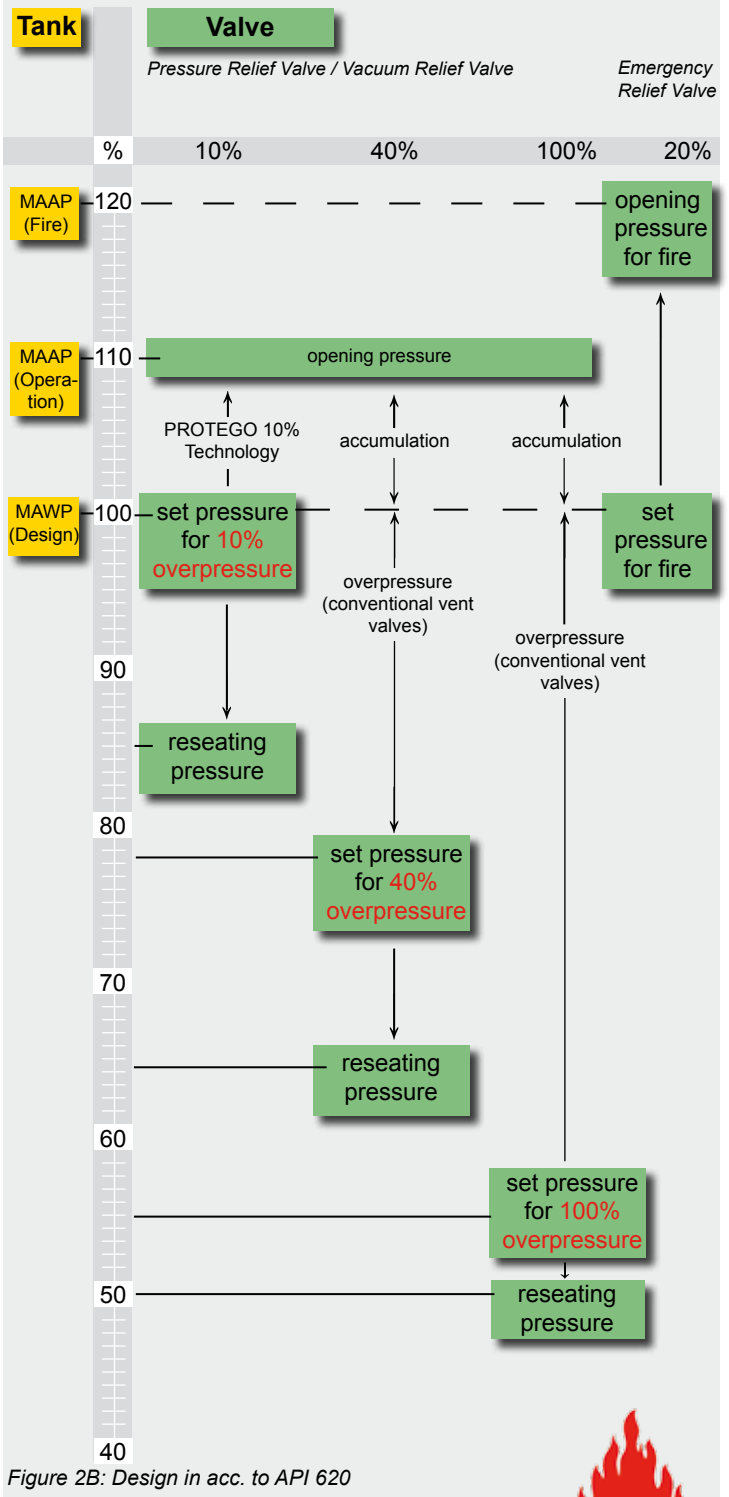 Tank
Valve
Pressure Relief Valve / Vacuum Relief Valve
Emergency
Relief Valve
% 10% 40% 100% 20%
MAAP
(Fire)
120
opening
pressure
for fire
MAAP
(Opera-
tion)
110
opening pressure
PROTEGO 10%
Technology
accumulation
accumulation
MAWP
(Design)
100
set pressure
for 10%
overpressure
set
pressure
for fire
overpressure
(conventional vent
valves)
overpressure
(conventional vent
valves)
90
reseating
pressure
80
set pressure
for 40%
overpressure
70
reseating
pressure
60
set pressure
for 100%
overpressure
50
reseating
pressure
40
Figure 2B: Design in acc. to API 620